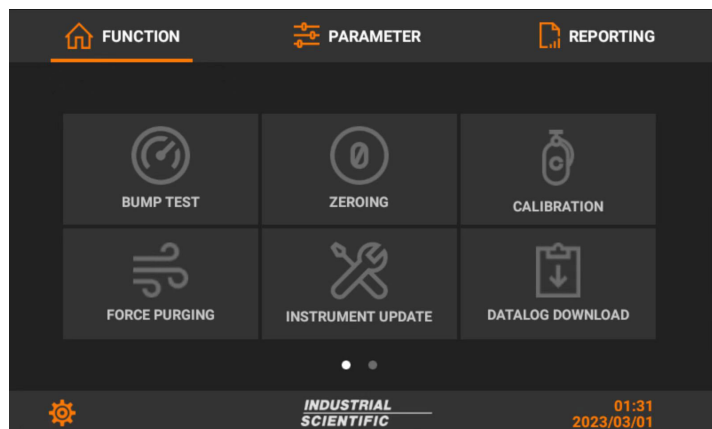 FUNCTION
PARAMETER
REPORTING
0
C
BUMP TEST
ZEROING
CALIBRATION
FORCE PURGING
INSTRUMENT UPDATE
DATALOG DOWNLOAD
INDUSTRIAL
SCIENTIFIC
01:31
2023/03/01